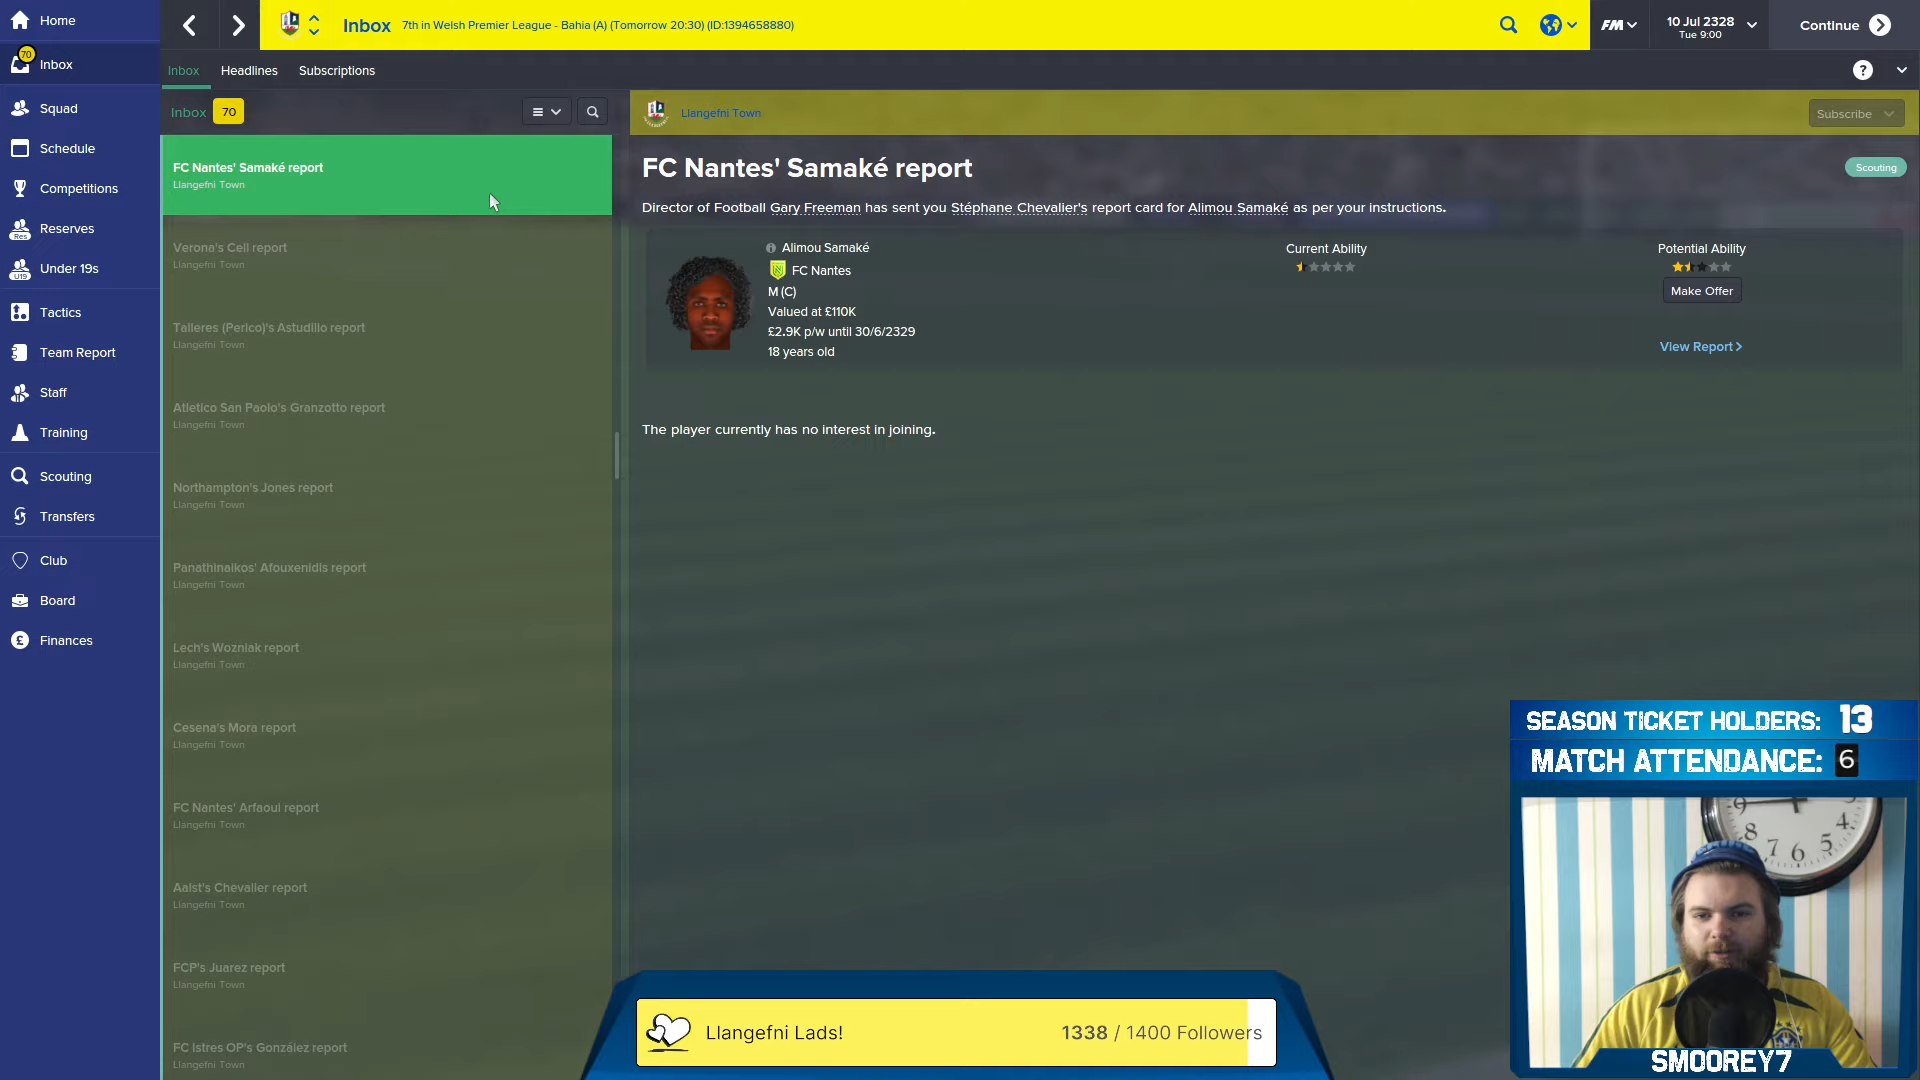 Home
Inbox 70
Squad
Schedule
Competitions
Reserves
Under 19s
Tactics
Team Report
Staff
Training
Scouting
Transfers
Club
Board
Finances
Inbox 7th in Welsh Premier League - Bahia (A) (Tomorrow 20:30) (ID:1394658880)
FM
10 Jul 2328
Tue 9:00
Continue
Inbox Headlines Subscriptions
?
Inbox 70
FC Nantes' Samaké report
Llangefni Town
Verona's Cell report
Llangefni Town
Talleres (Perico)'s Astudillo report
Llangefni Town
Atletico San Paolo's Granzotto report
Llangefni Town
Northampton's Jones report
Llangefni Town
Panathinaikos' Afouxenidis report
Llangefni Town
Lech's Wozniak report
Llangefni Town
Cesena's Mora report
Llangefni Town
FC Nantes' Arfaoui report
Llangefni Town
Aalst's Chevalier report
Llangefni Town
FCP's Juarez report
Llangefni Town
FC Istres OP's González report
Llangefni Town
Llangefni Town
Subscribe
FC Nantes' Samaké report
Scouting
Director of Football Gary Freeman has sent you Stéphane Chevalier's report card for Alimou Samaké as per your instructions.
Alimou Samaké
FC Nantes
M (C)
Valued at £110K
£2.9K p/w until 30/6/2329
18 years old
Current Ability
Potential Ability
Make Offer
View Report
The player currently has no interest in joining.
SEASON TICKET HOLDERS: 13
MATCH ATTENDANCE: 6
9 8 7 6 5 4 3
SMOOREY7
Llangefni Lads! 1338 / 1400 Followers